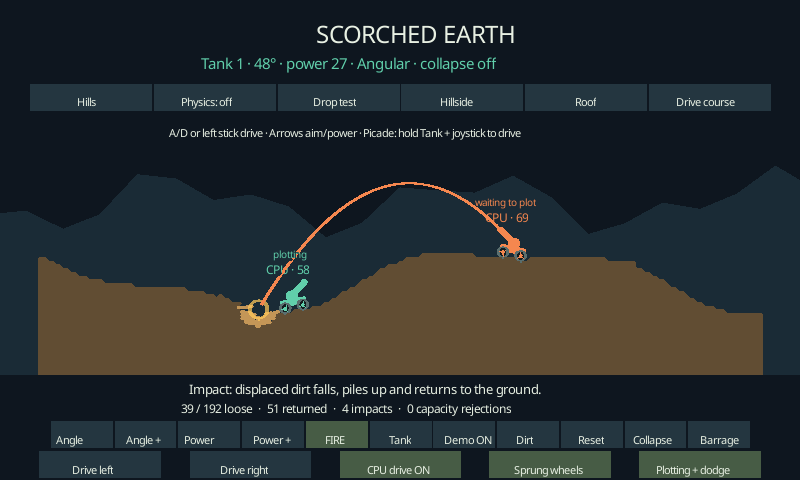 SCORCHED EARTH
Tank 1 · 48° · power 27 · Angular · collapse off
Hills Physics: off Drop test Hillside Roof Drive course
A/D or left stick drive · Arrows aim/power · Picade: hold Tank + joystick to drive
waiting to plot
CPU · 69
plotting
CPU · 58
Impact: displaced dirt falls, piles up and returns to the ground.
39 / 192 loose · 51 returned · 4 impacts · 0 capacity rejections
Angle Angle + Power Power + FIRE Tank Demo ON Dirt Reset Collapse Barrage
Drive left Drive right CPU drive ON Sprung wheels Plotting + dodge